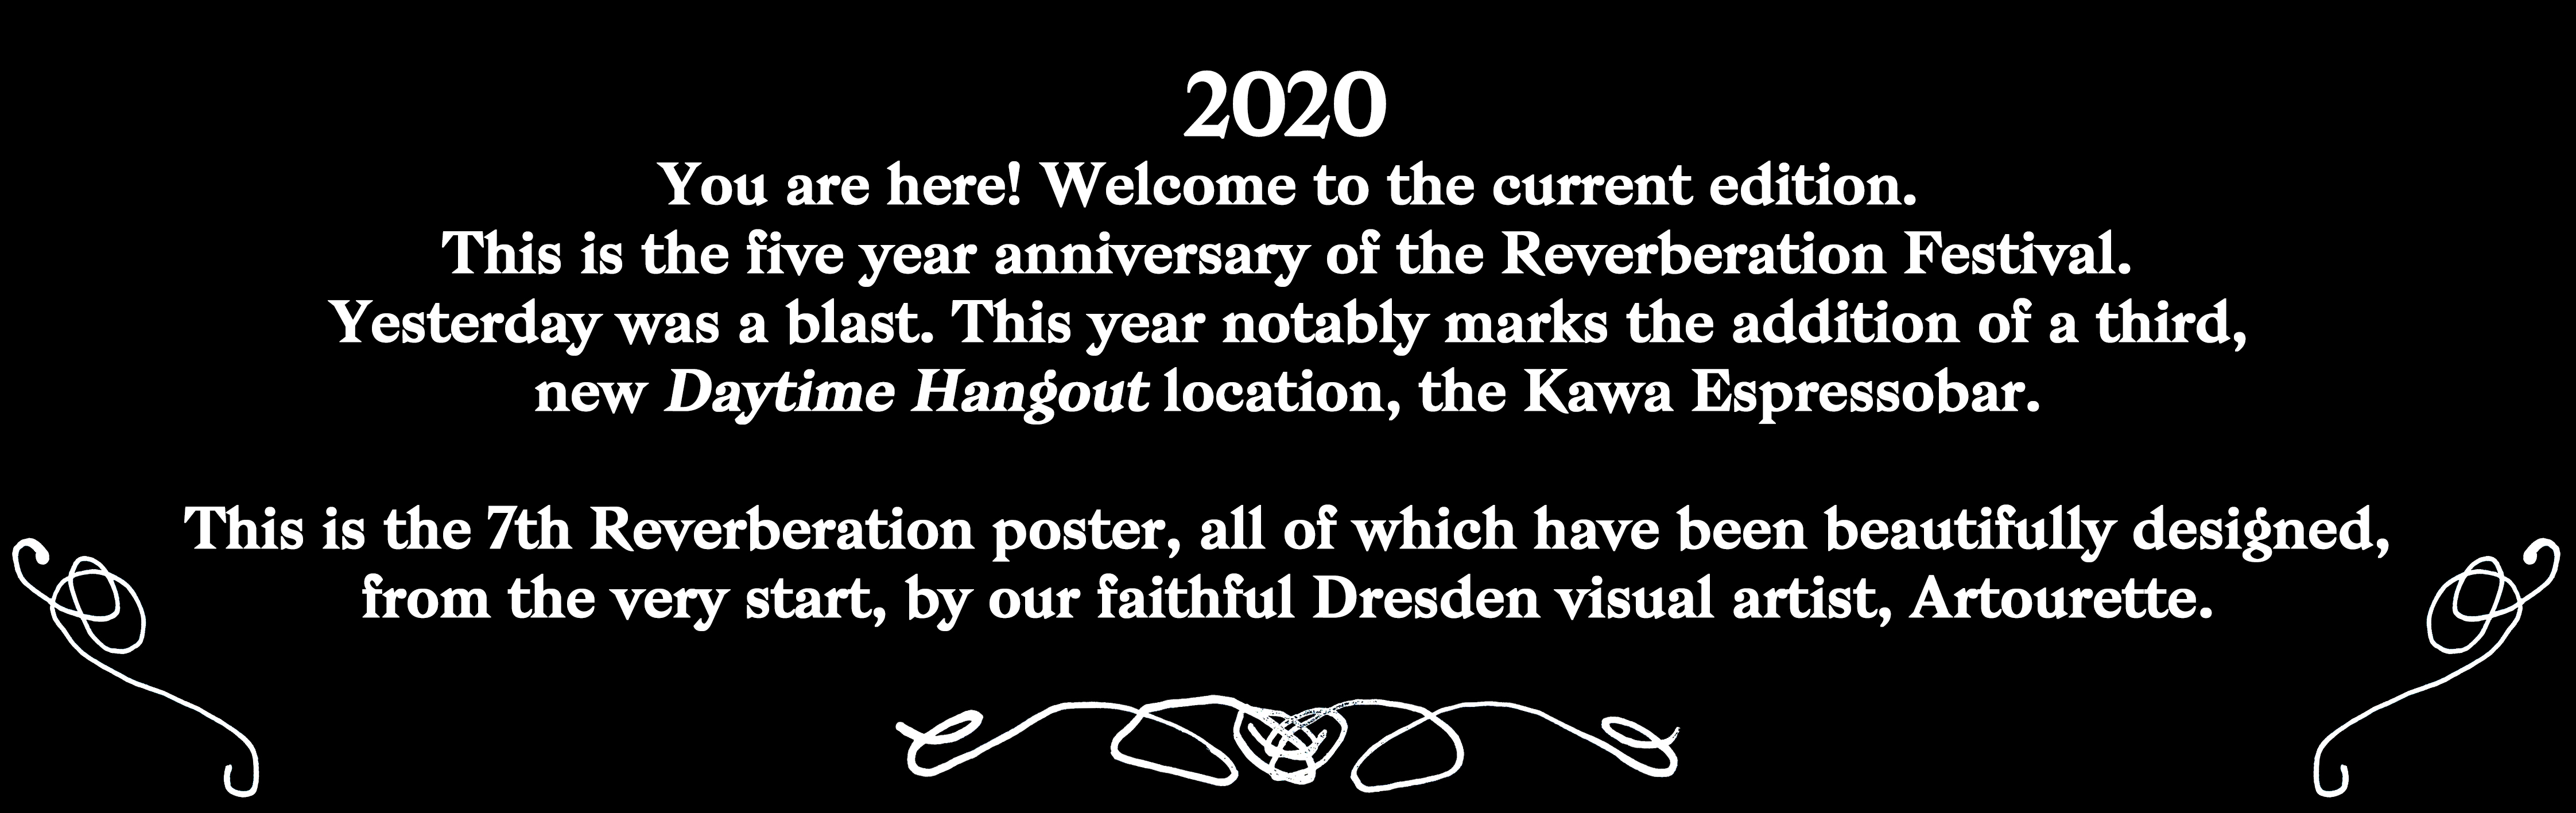 2020
You are here! Welcome to the current edition.
This is the five year anniversary of the Reverberation Festival.
Yesterday was a blast. This year notably marks the addition of a third,
new Daytime Hangout location, the Kawa Espressobar.
This is the 7th Reverberation poster, all of which have been beautifully designed,
from the very start, by our faithful Dresden visual artist, Artourette.